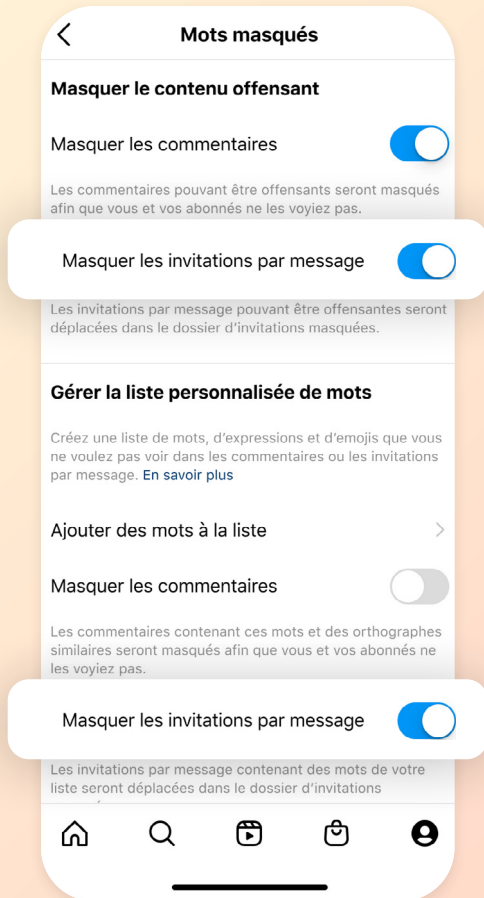 Mots masqués
Masquer le contenu offensant
Masquer les commentaires
Les commentaires pouvant être offensants seront masqués
afin que vous et vos abonnés ne les voyiez pas.
Masquer les invitations par message
Les invitations par message pouvant être offensantes seront
déplacées dans le dossier d'invitations masquées.
Gérer la liste personnalisée de mots
Créez une liste de mots, d'expressions et d'emojis que vous
ne voulez pas voir dans les commentaires ou les invitations
par message. En savoir plus
Ajouter des mots à la liste
Masquer les commentaires
Les commentaires contenant ces mots et des orthographes
similaires seront masqués afin que vous et vos abonnés ne
les voyiez pas.
Masquer les invitations par message
Les invitations par message contenant des mots de votre
liste seront déplacées dans le dossier d'invitations